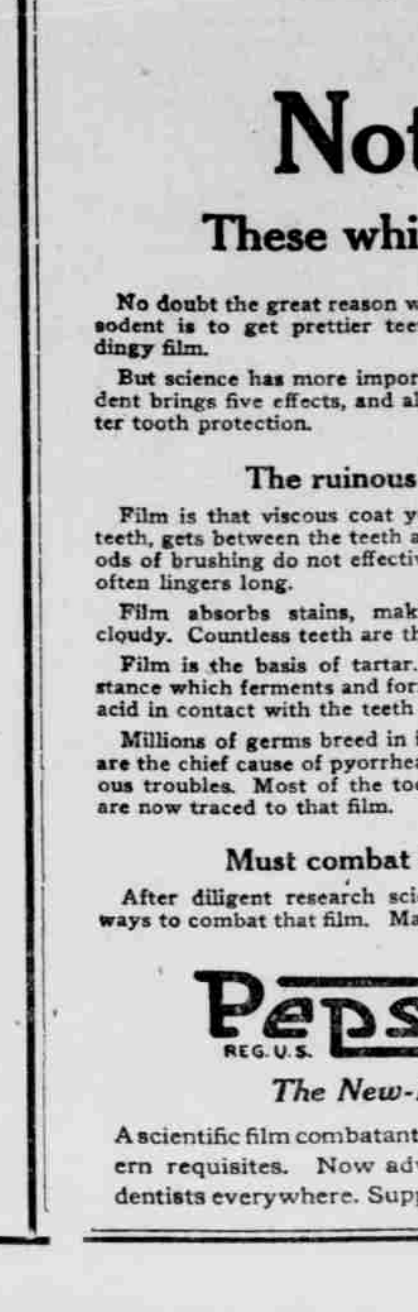 Not
These whi
No doubt the great reason w
sodent is to get prettier tee
dingy film.
But science has more impor
dent brings five effects, and al
ter tooth protection.
The ruinous
Film is that viscous coat y
teeth, gets between the teeth a
ods of brushing do not effectiv
often lingers long.
Film absorbs stains, mak
cloudy. Countless teeth are th
Film is the basis of tartar.
stance which ferments and for
acid in contact with the teeth
Millions of germs breed in i
are the chief cause of pyorrhea
ous troubles. Most of the too
are now traced to that film.
Must combat
After diligent research sci
ways to combat that film. Ma
Peps
REG. U.S.
The New-
A scientific film combatant
ern requisites. Now adv
dentists everywhere. Supp